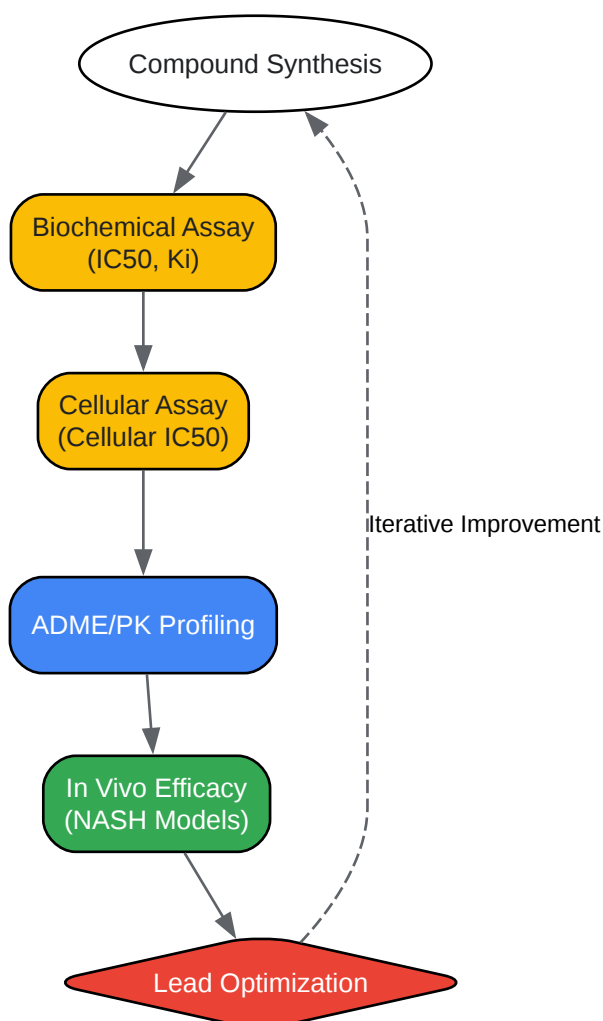 Compound Synthesis
Biochemical Assay
(IC50, Ki)
Cellular Assay
(Cellular IC50)
Iterative Improvement
ADME/PK Profiling
In Vivo Efficacy
(NASH Models)
Lead Optimization